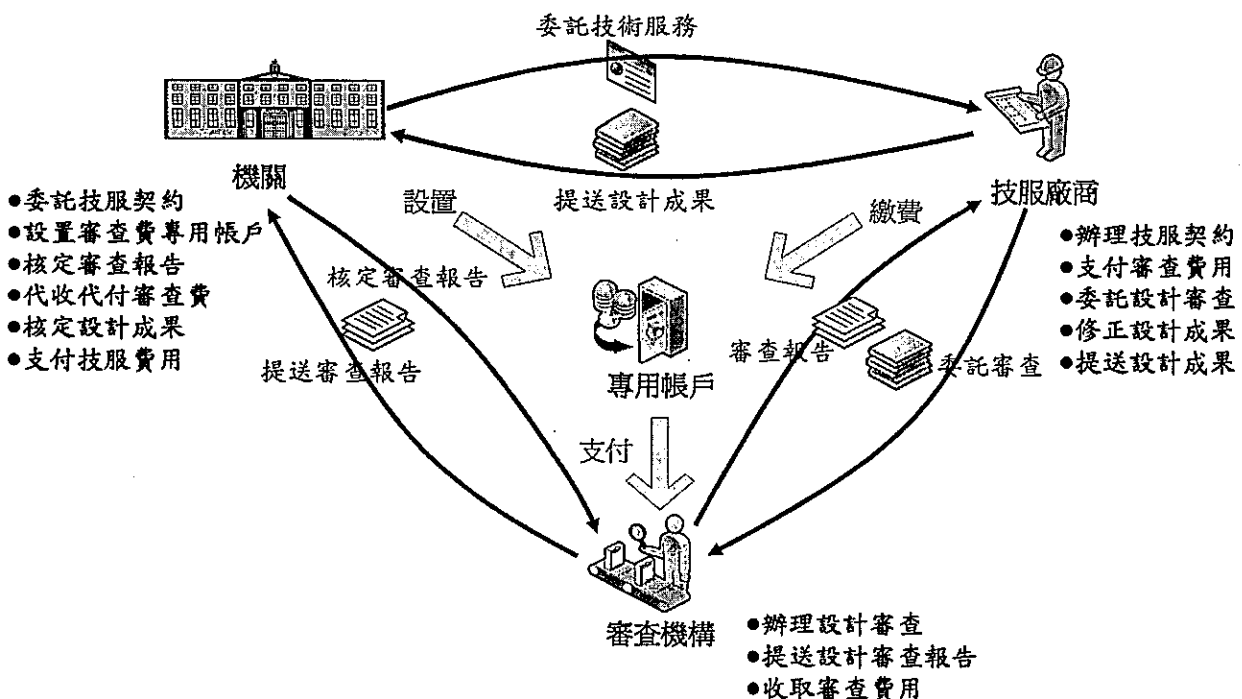 委託技術服務
機關
提送設計成果
技服廠商
●委託技服契約
●設置審查費專用帳戶
●核定審查報告
●代收代付審查費
●核定設計成果
●支付技服費用
設置
繳費
●辦理技服契約
●支付審查費用
●委託設計審查
●修正設計成果
●提送設計成果
核定審查報告
提送審查報告
專用帳戶
審查報告
委託審查
支付
審查機構
●辦理設計審查
●提送設計審查報告
●收取審查費用